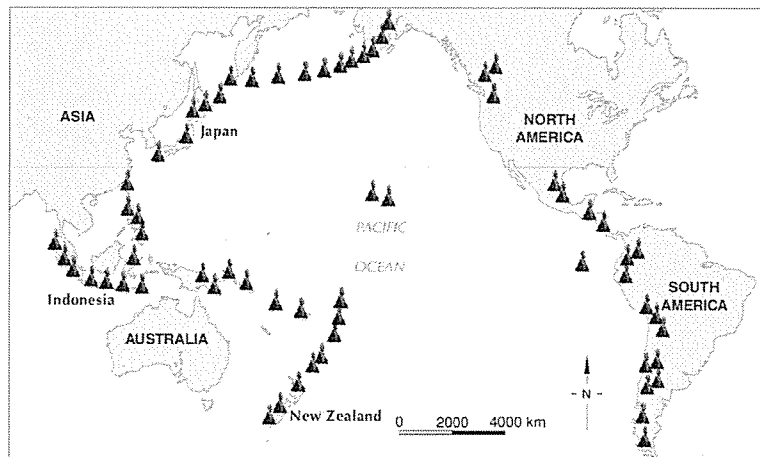 ASIA
NORTH
AMERICA
Japan
PACIFIC
OCEAN
Indonesia
SOUTH
AMERICA
AUSTRALIA
N
New Zealand
0 2000 4000 km